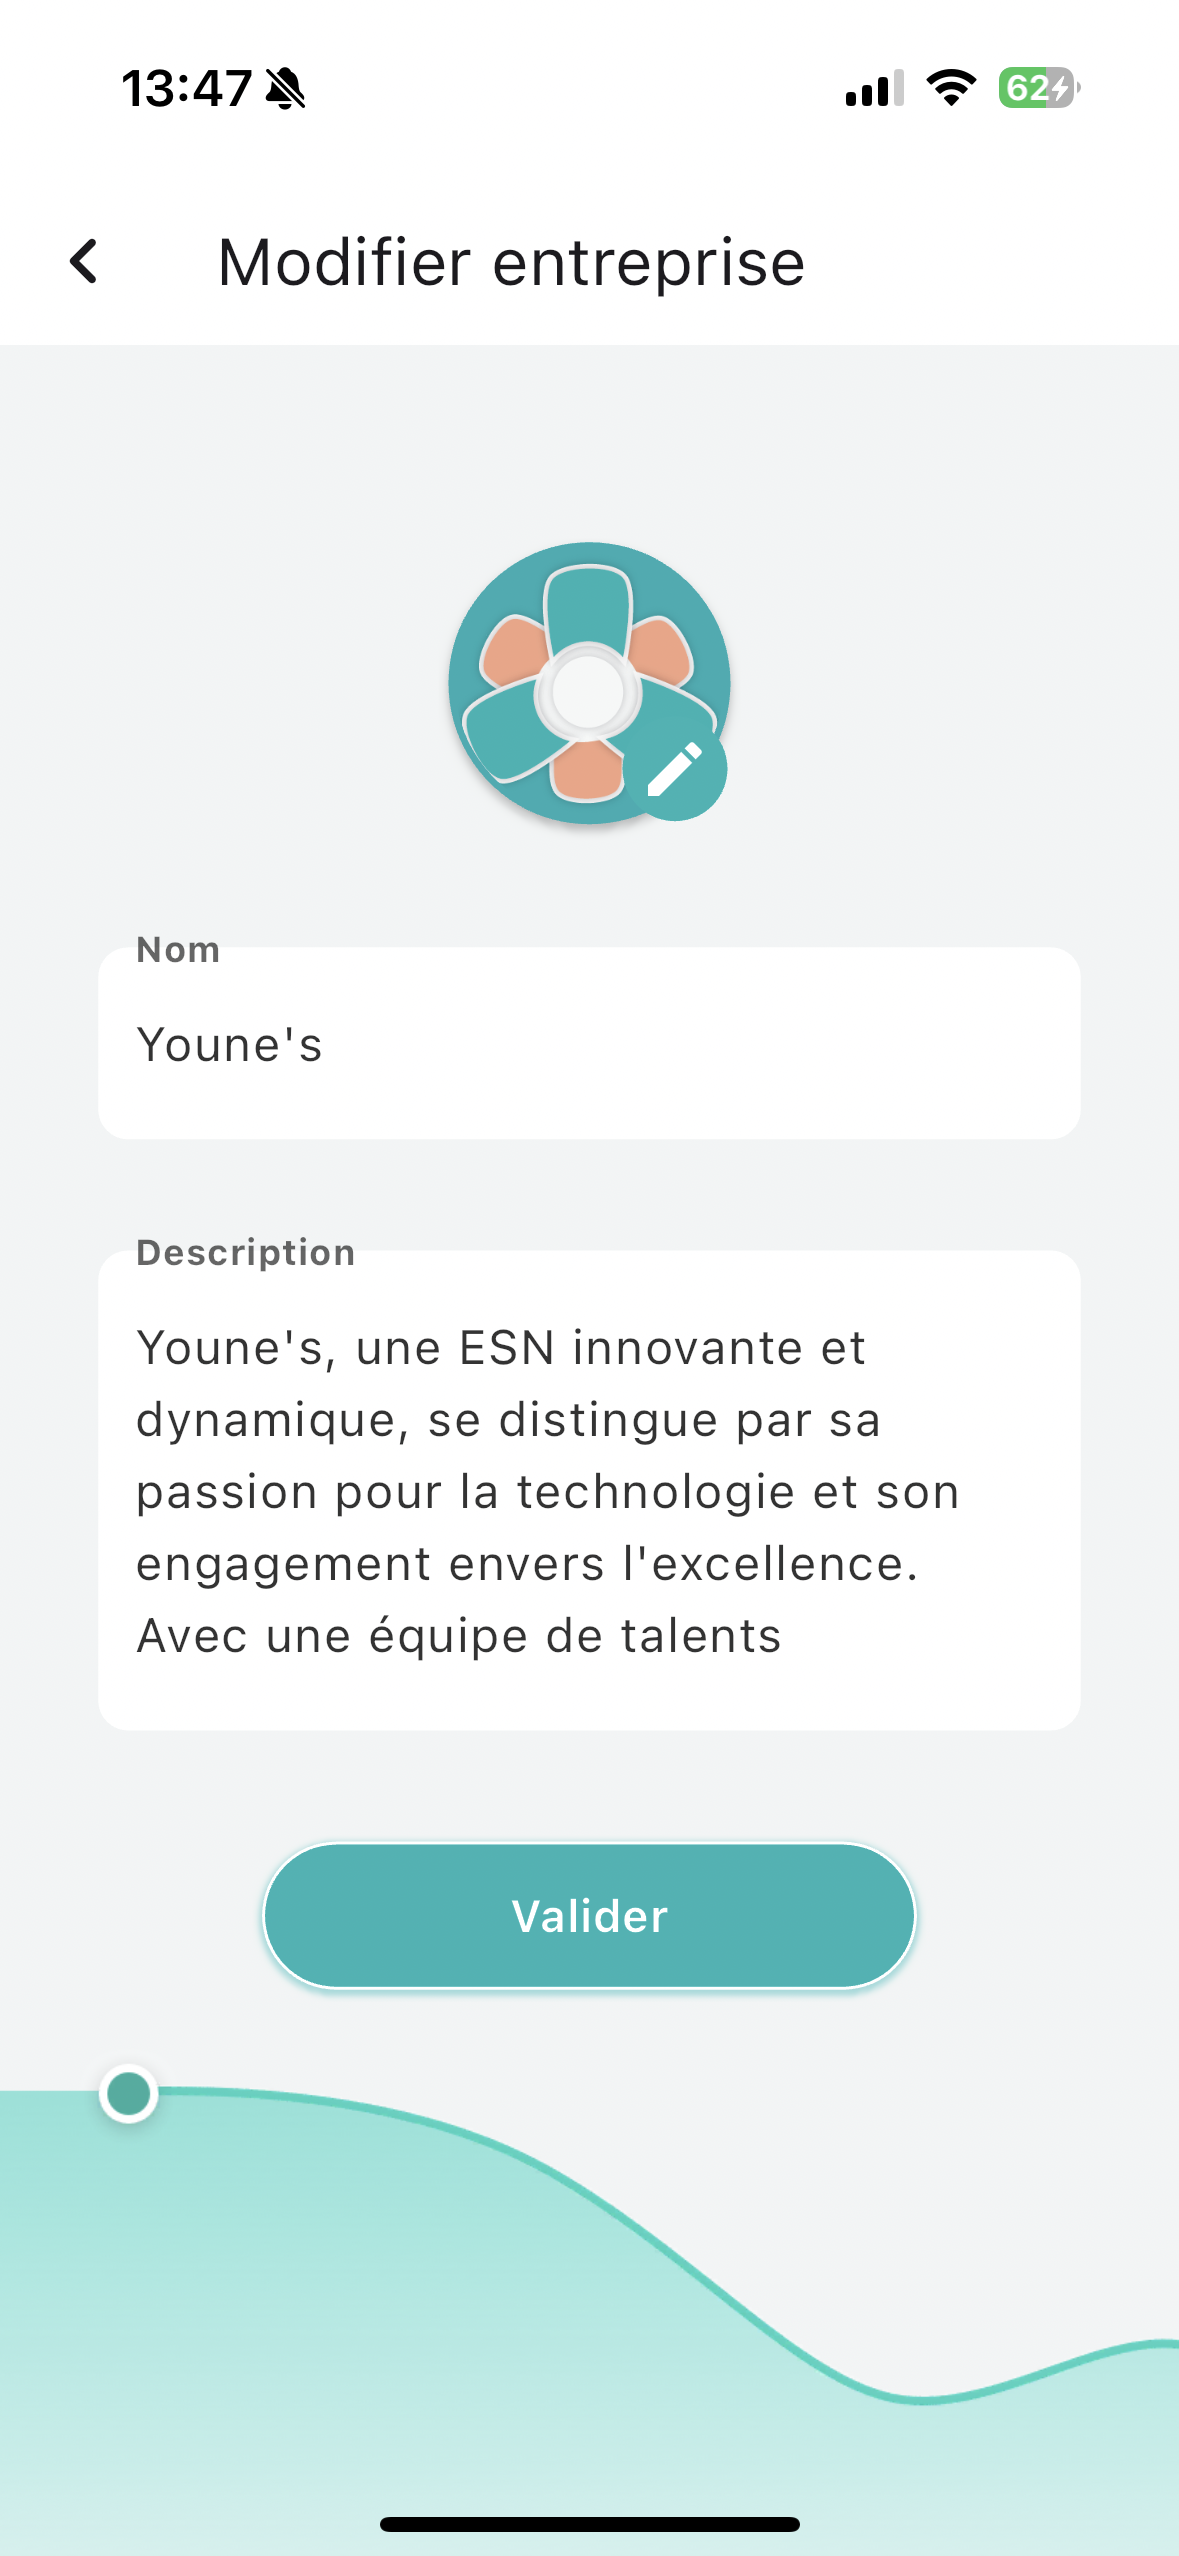 13:47
62
Modifier entreprise
Nom
Youne's
Description
Youne's, une ESN innovante et
dynamique, se distingue par sa
passion pour la technologie et son
engagement envers l'excellence.
Avec une équipe de talents
Valider